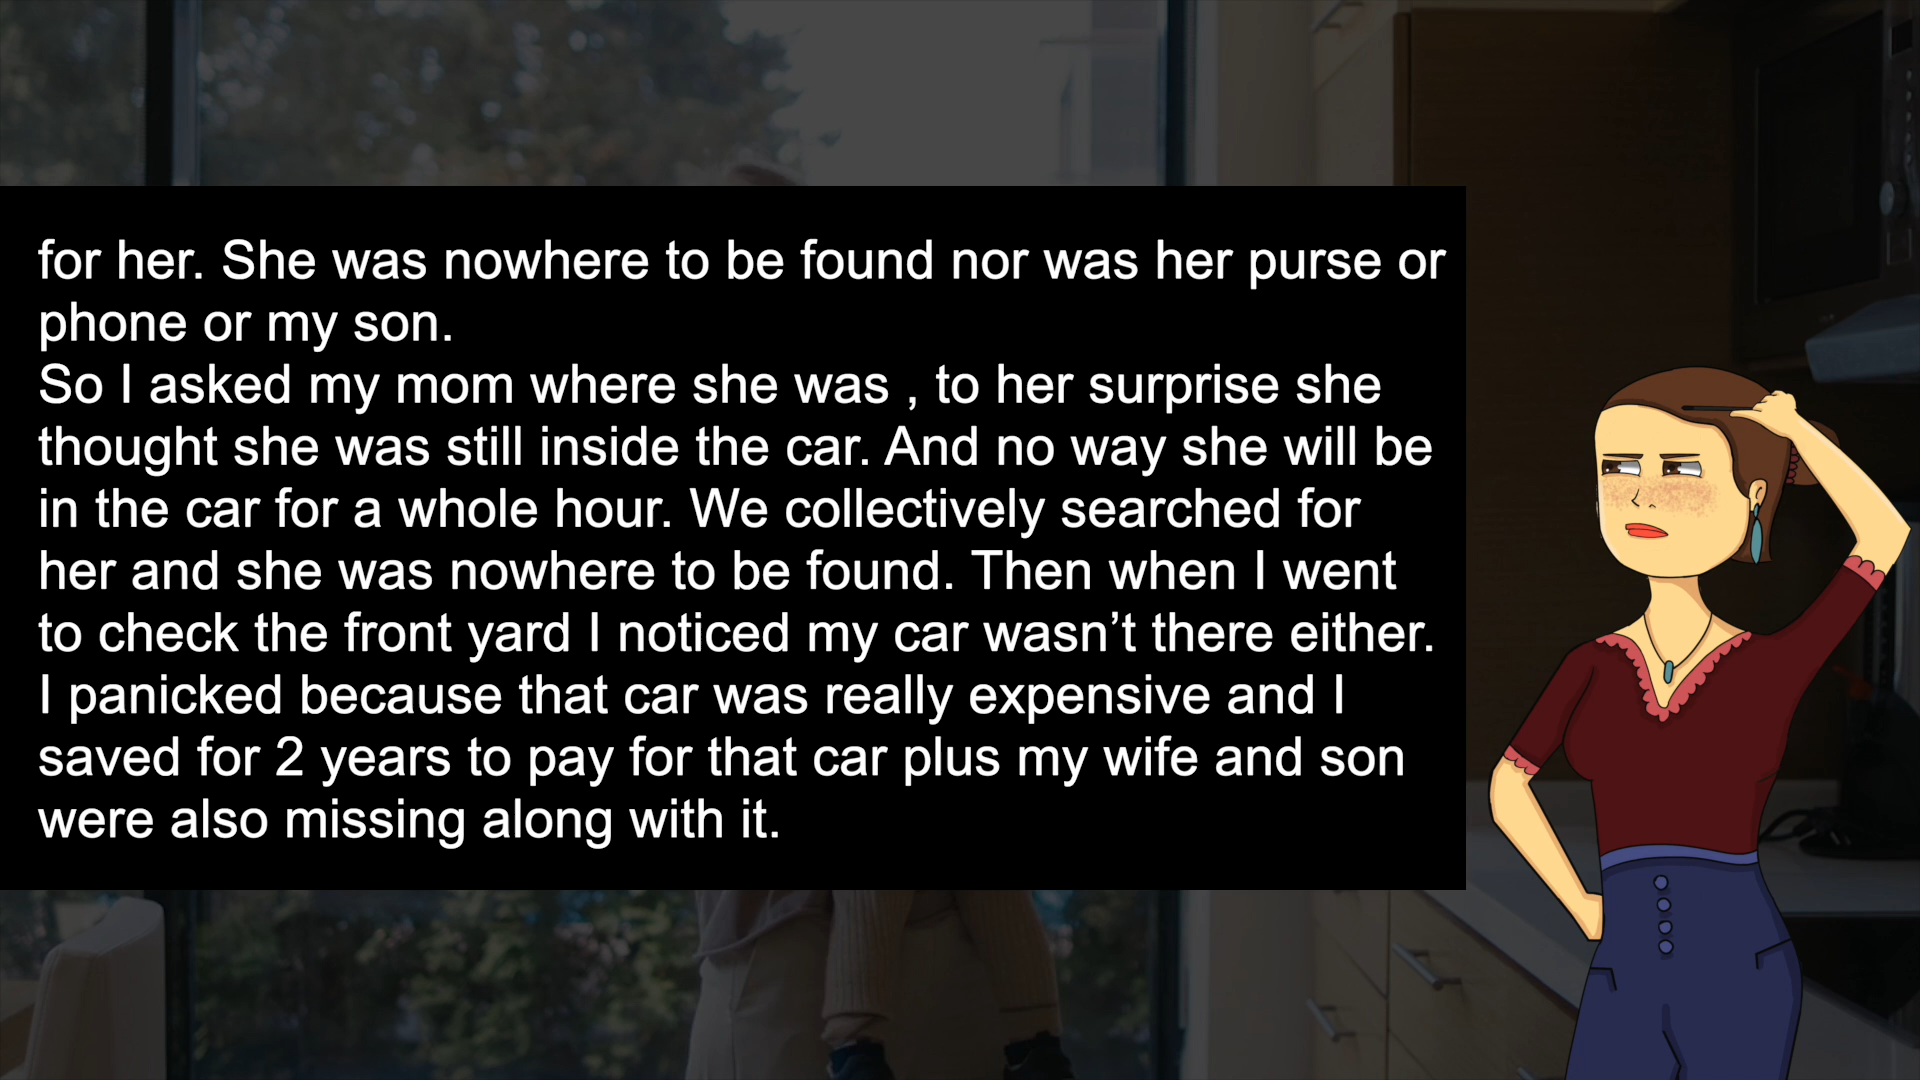 for her. She was nowhere to be found nor was her purse or
phone or my son.
So I asked my mom where she was , to her surprise she
thought she was still inside the car. And no way she will be
in the car for a whole hour. We collectively searched for
her and she was nowhere to be found. Then when I went
to check the front yard I noticed my car wasn’t there either.
I panicked because that car was really expensive and I
saved for 2 years to pay for that car plus my wife and son
were also missing along with it.